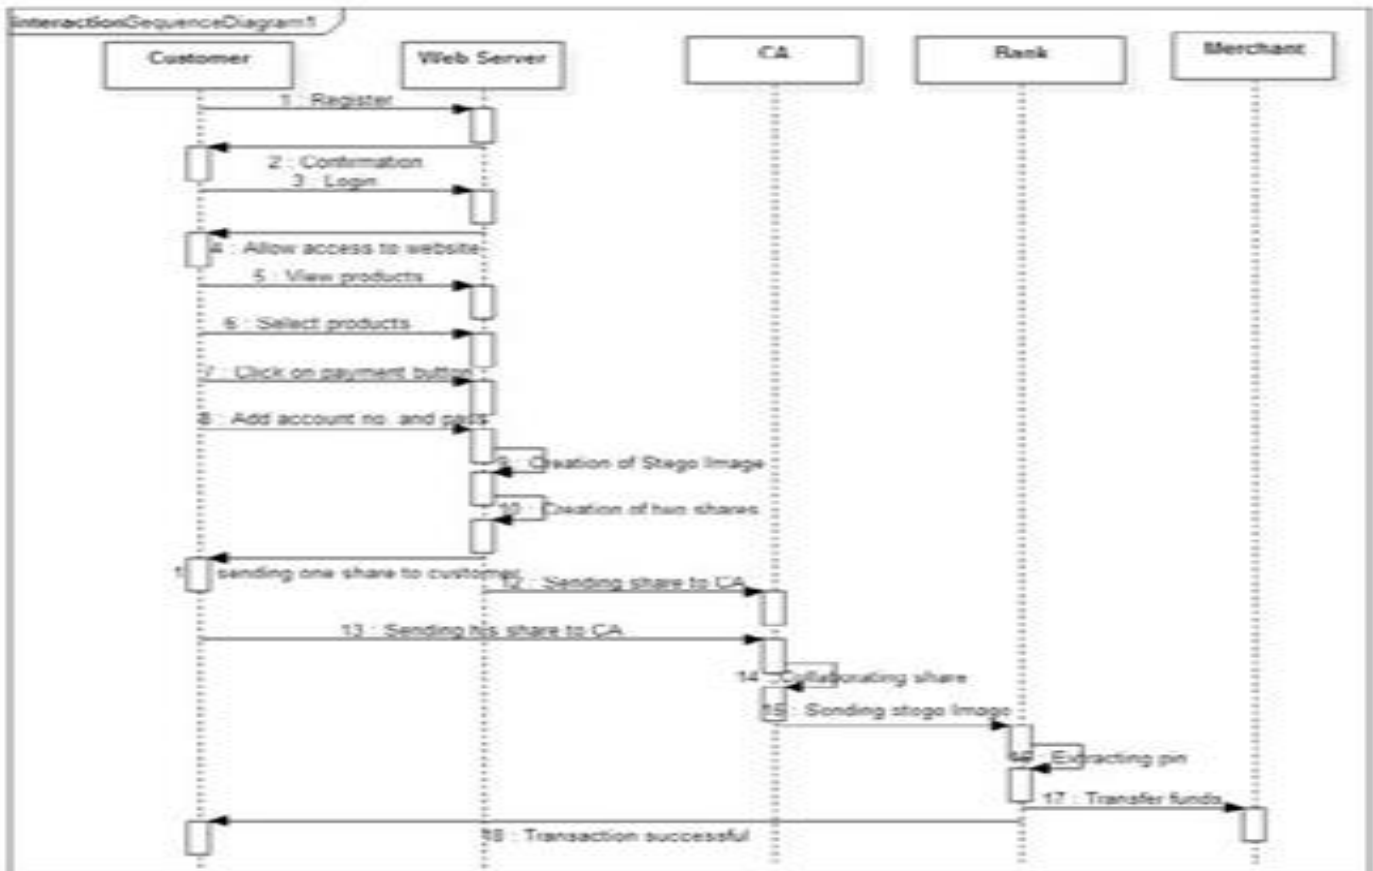 interactionSequenceDiagram1
Customer
Web Server
CA
Bank
Merchant
1 : Register
2 : Confirmation
3 : Login
4 : Allow access to website
5 : View products
6 : Select products
7 : Click on payment button
8 : Add account no. and pass
9 : Creation of Stego Image
10 : Creation of two shares
sending one share to customer
12 : Sending share to CA
13 : Sending his share to CA
14 : Collaborating share
15 : Sending stego Image
16 : Extracting pin
17 : Transfer funds
18 : Transaction successful